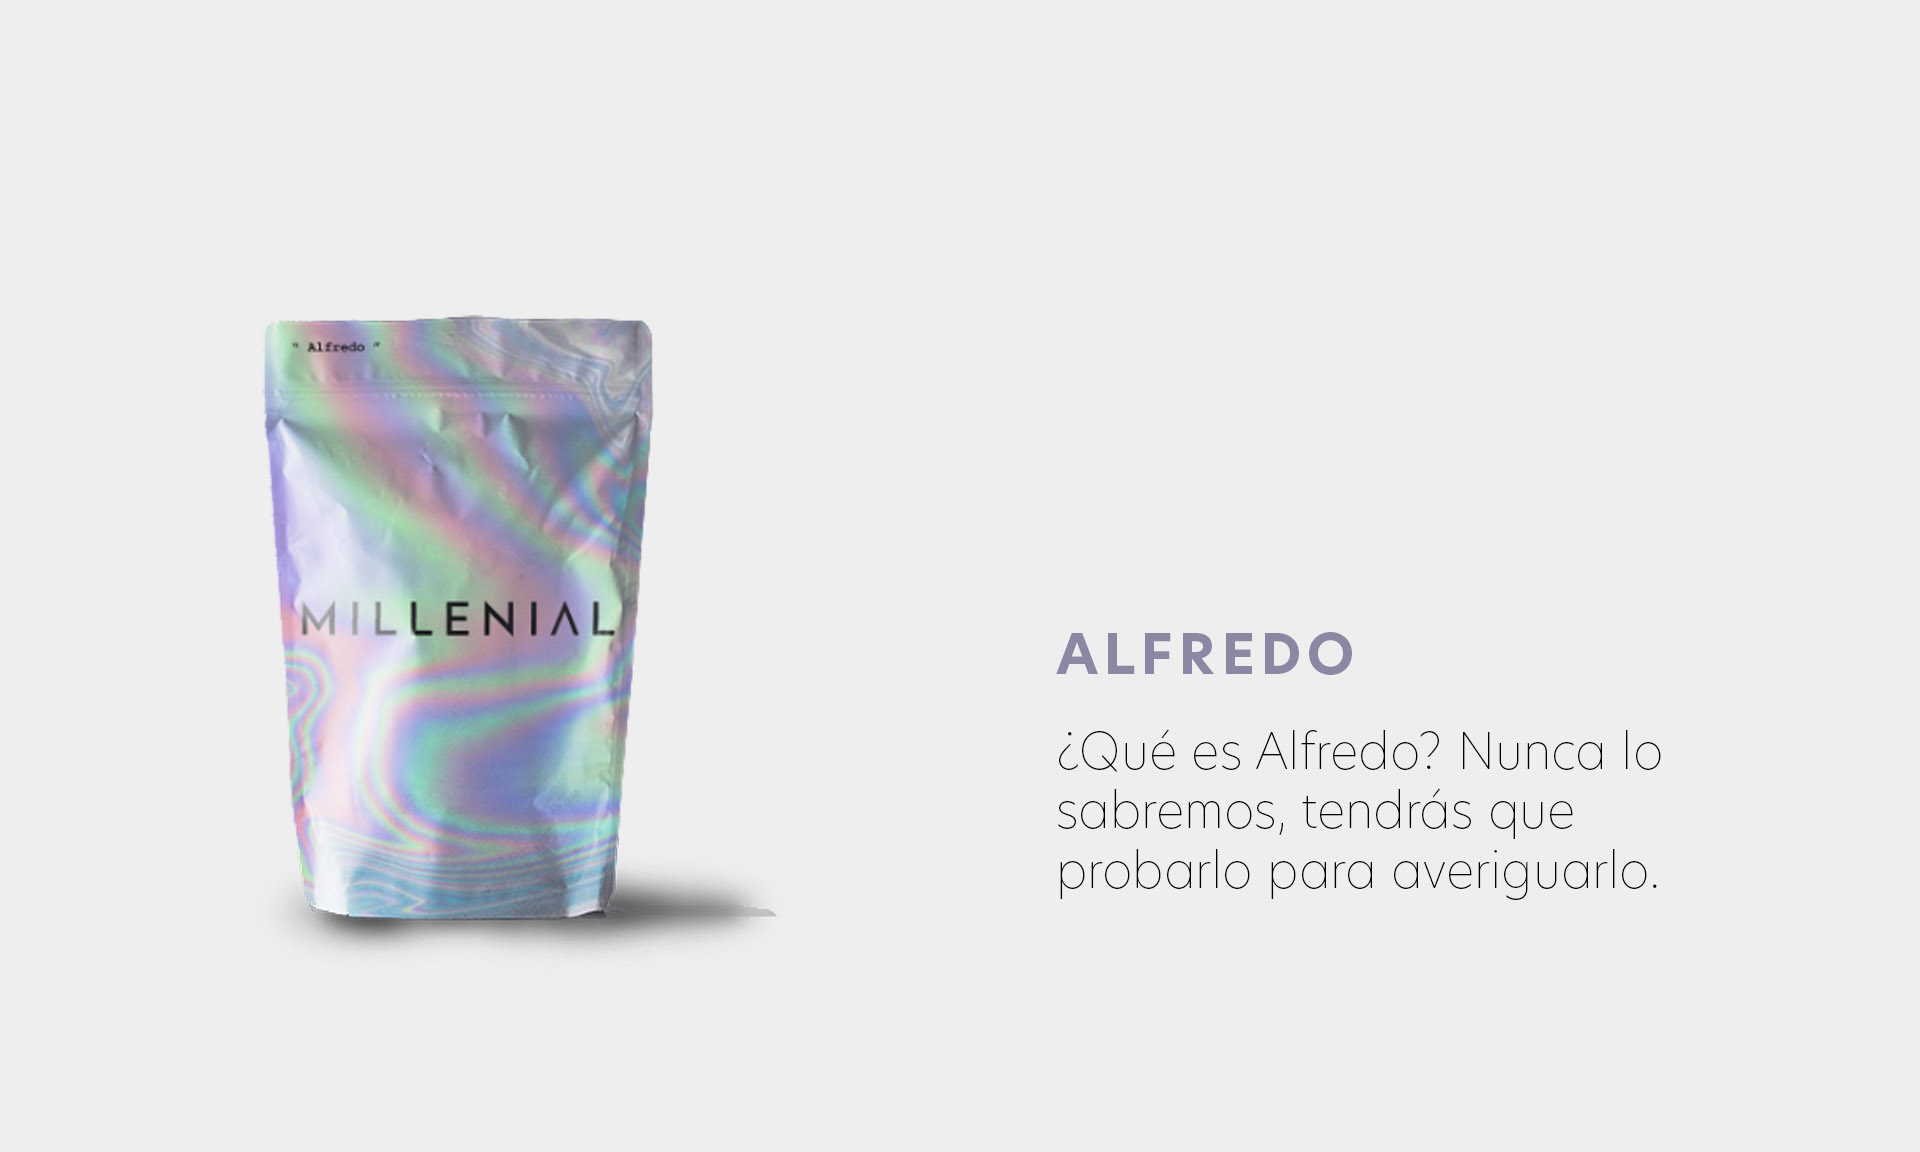 " Alfredo "
MILLENIAL
ALFREDO
¿Qué es Alfredo? Nunca lo
sabremos, tendrás que
probarlo para averiguarlo.